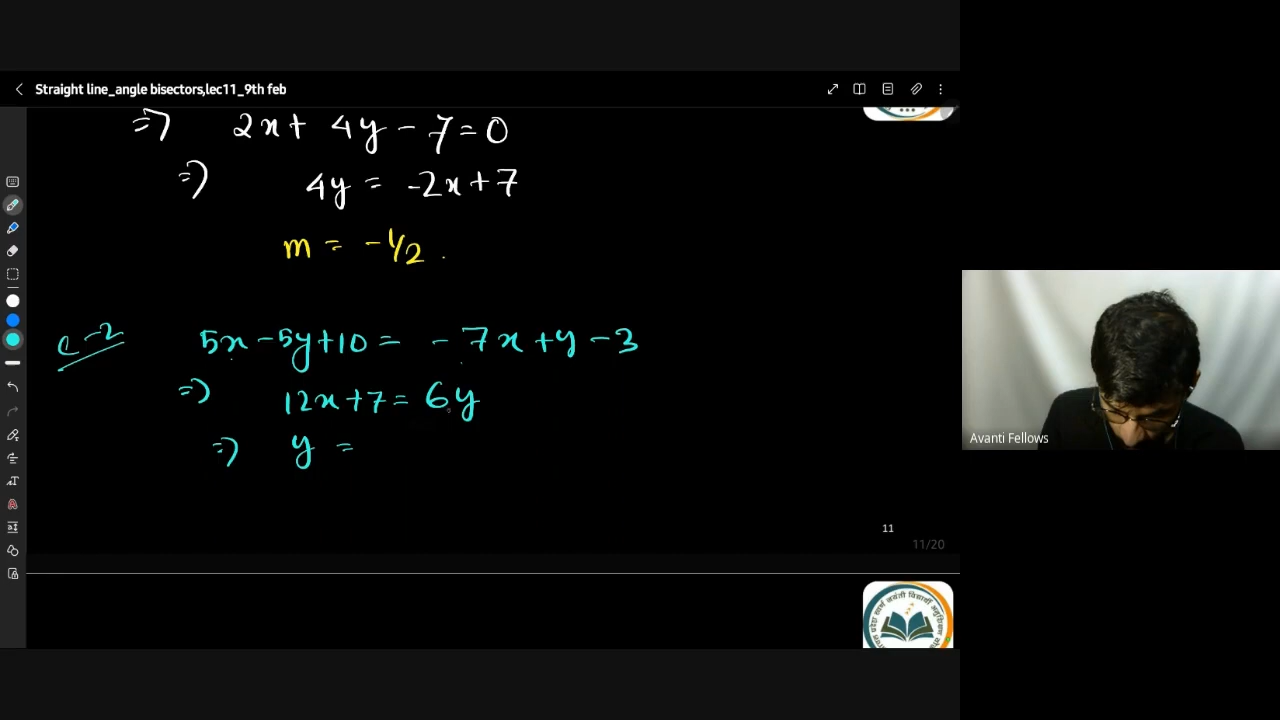 Straight line_angle bisectors,lec11_9th feb
=> 2x + 4y - 7 = 0
=> 4y = -2x + 7
m = -1/2 .
c-2 5x - 5y + 10 = - 7x + y - 3
=> 12x + 7 = 6y
=> y =
Avanti Fellows
11
11/20